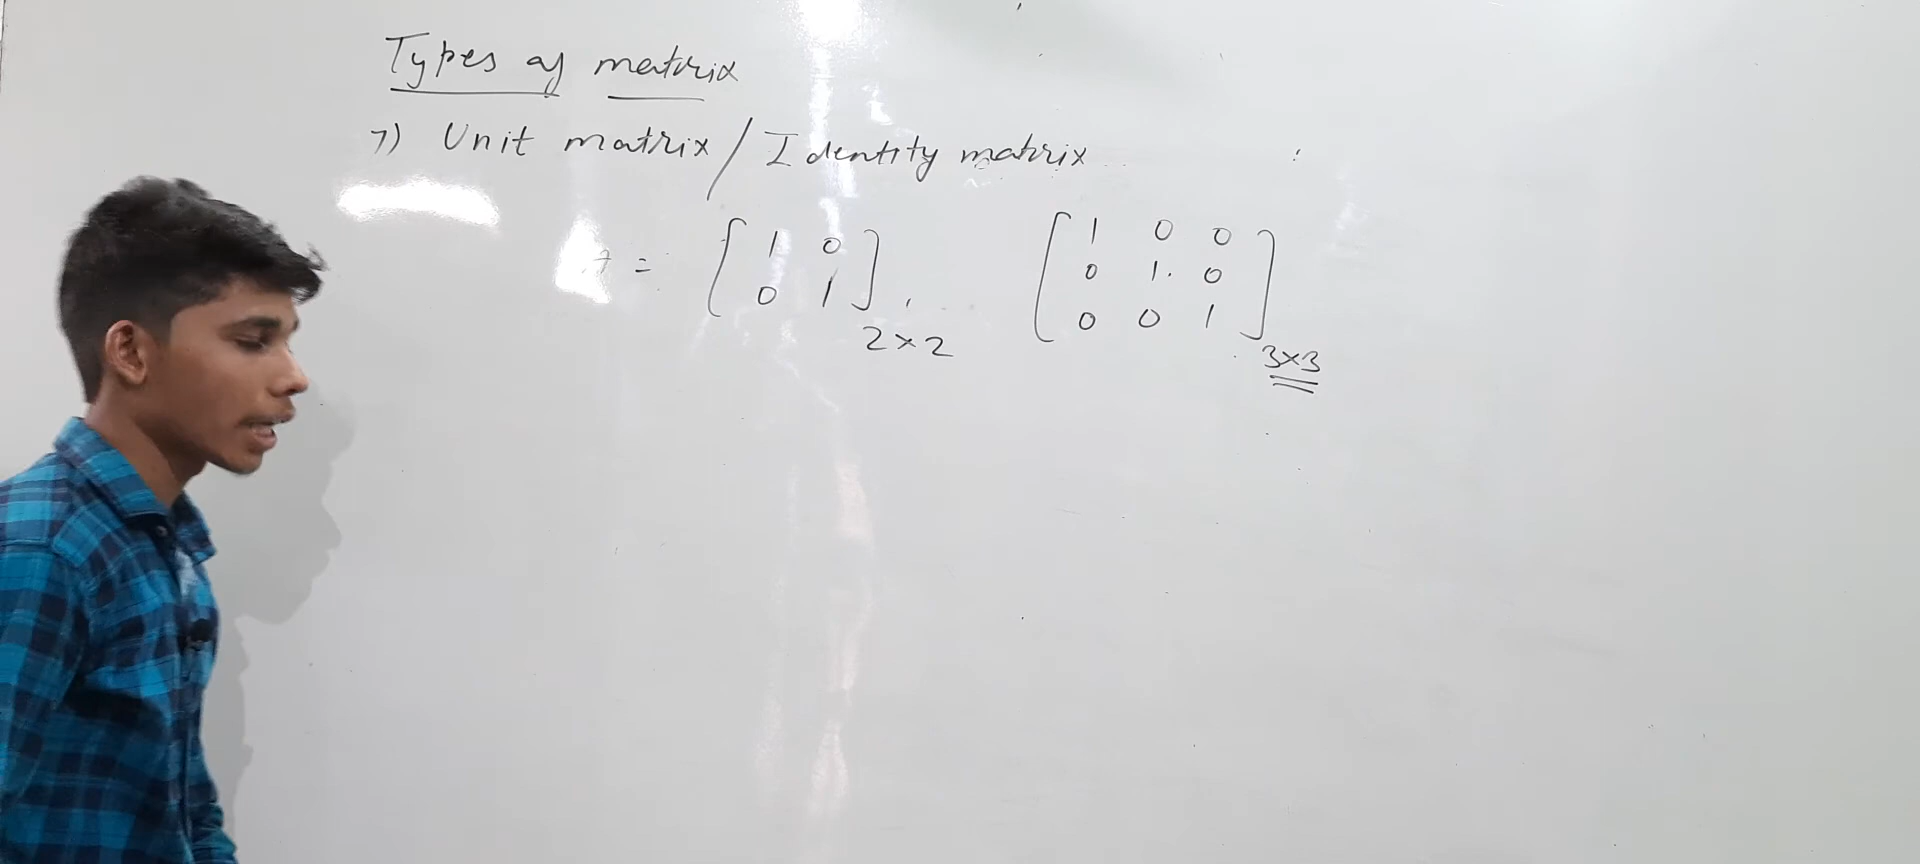 Types of matrix
7) Unit matrix / Identity matrix
= [ 1 0 [ 1 0 0
0 1 ] , 0 1 0
2×2 0 0 1 ]
3×3